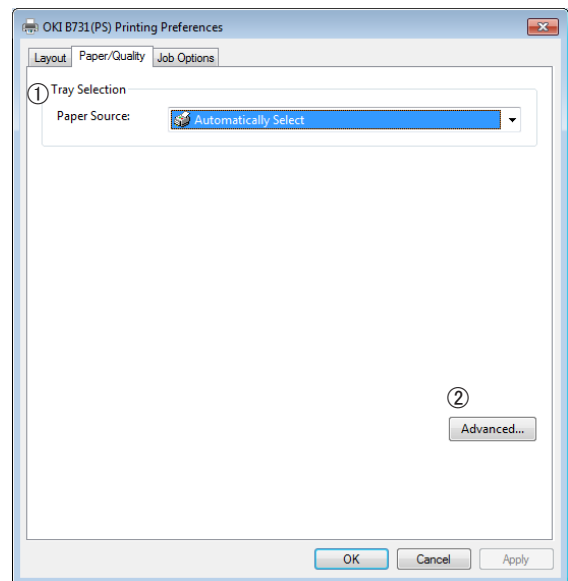 OKI B731(PS) Printing Preferences
Layout Paper/Quality Job Options
① Tray Selection
Paper Source: Automatically Select
②
Advanced...
OK Cancel Apply